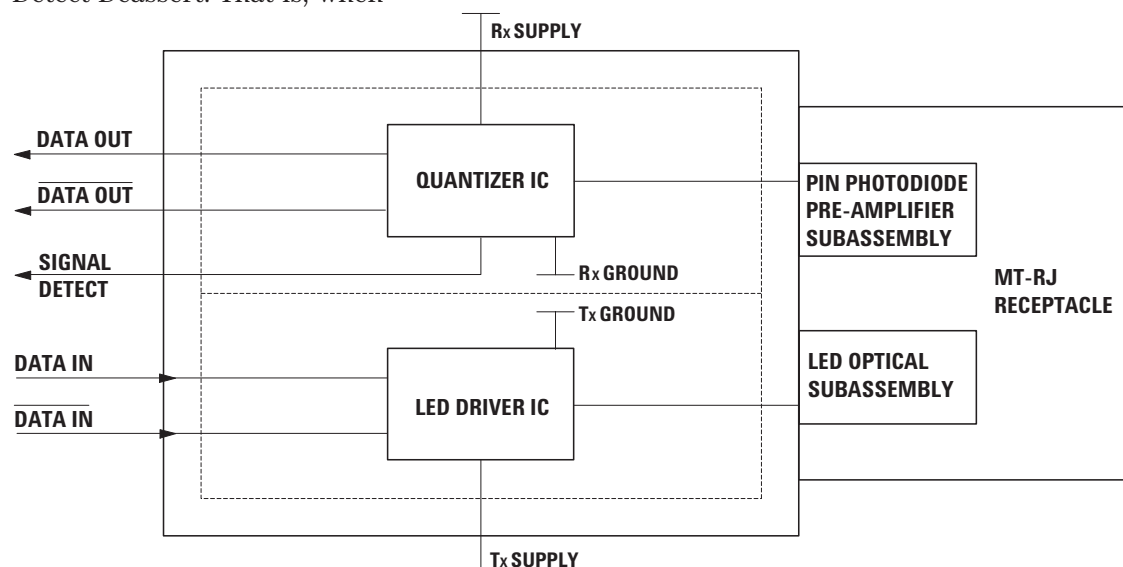 Detect Deassert. That is, when
Rx SUPPLY
DATA OUT
DATA OUT
SIGNAL
DETECT
QUANTIZER IC
Rx GROUND
PIN PHOTODIODE
PRE-AMPLIFIER
SUBASSEMBLY
MT-RJ
RECEPTACLE
Tx GROUND
DATA IN
DATA IN
LED DRIVER IC
LED OPTICAL
SUBASSEMBLY
Tx SUPPLY